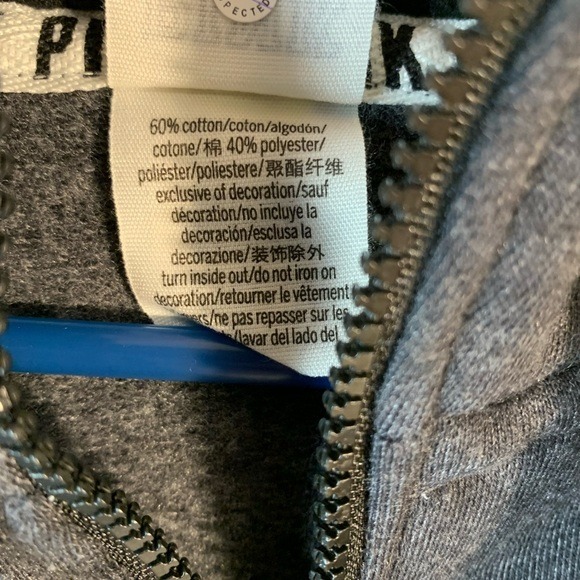 SPECTED
60% cotton/coton/algodón/
cotone/棉 40% polyester/
poliéster/poliestere/聚酯纤维
exclusive of decoration/sauf
décoration/no incluye la
decoración/esclusa la
decorazione/装饰除外
turn inside out/do not iron on
decoration/retourner le vêtement
/ne pas repasser sur les
/lavar del lado del